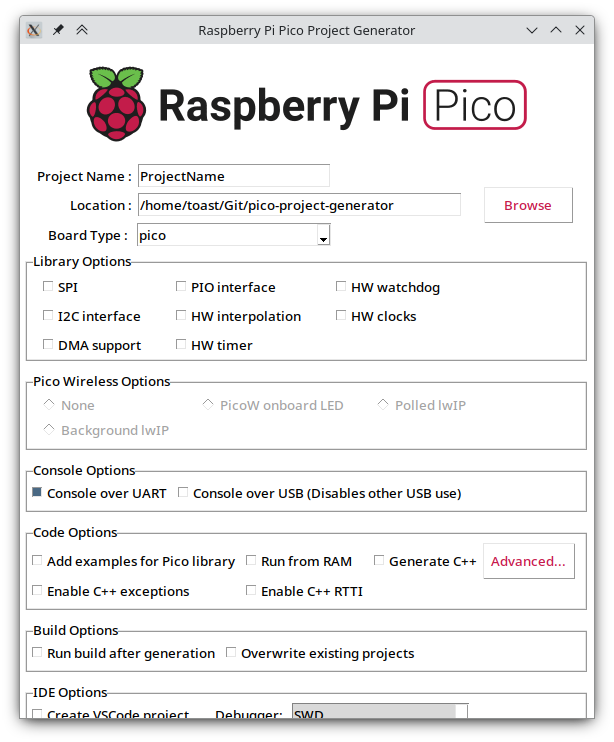 Raspberry Pi Pico Project Generator
Raspberry Pi Pico
Project Name : ProjectName
Location : /home/toast/Git/pico-project-generator Browse
Board Type : pico
Library Options
SPI PIO interface HW watchdog
I2C interface HW interpolation HW clocks
DMA support HW timer
Pico Wireless Options
None PicoW onboard LED Polled lwIP
Background lwIP
Console Options
Console over UART Console over USB (Disables other USB use)
Code Options
Add examples for Pico library Run from RAM Generate C++ Advanced...
Enable C++ exceptions Enable C++ RTTI
Build Options
Run build after generation Overwrite existing projects
IDE Options
Create VSCode project Debugger: SWD